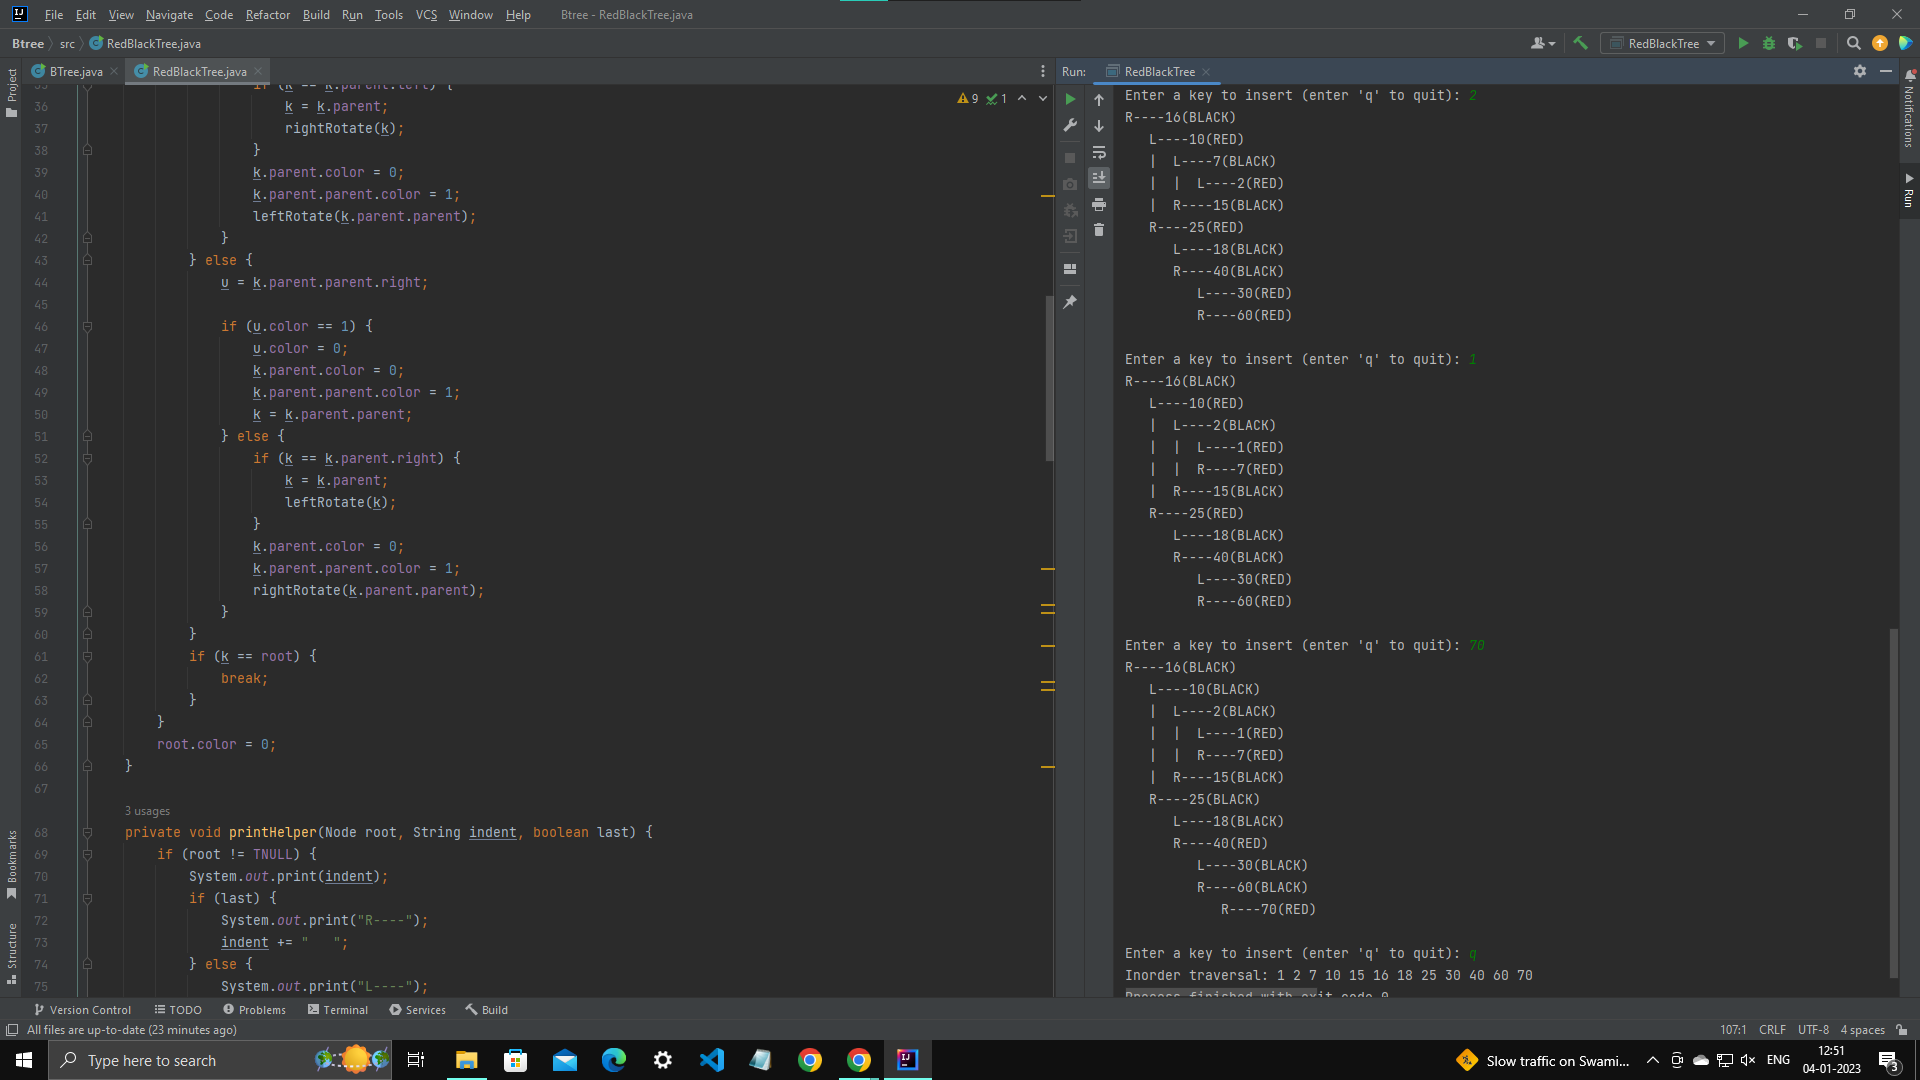 File Edit View Navigate Code Refactor Build Run Tools VCS Window Help Btree - RedBlackTree.java
Btree src RedBlackTree.java
RedBlackTree
Project
BTree.java RedBlackTree.java
Run: RedBlackTree
Notifications
Run
9 1
35 if (k == k.parent.left) {
36 k = k.parent;
37 rightRotate(k);
38 }
39 k.parent.color = 0;
40 k.parent.parent.color = 1;
41 leftRotate(k.parent.parent);
42 }
43 } else {
44 u = k.parent.parent.right;
45
46 if (u.color == 1) {
47 u.color = 0;
48 k.parent.color = 0;
49 k.parent.parent.color = 1;
50 k = k.parent.parent;
51 } else {
52 if (k == k.parent.right) {
53 k = k.parent;
54 leftRotate(k);
55 }
56 k.parent.color = 0;
57 k.parent.parent.color = 1;
58 rightRotate(k.parent.parent);
59 }
60 }
61 if (k == root) {
62 break;
63 }
64 }
65 root.color = 0;
66 }
67
3 usages
68 private void printHelper(Node root, String indent, boolean last) {
69 if (root != TNULL) {
70 System.out.print(indent);
71 if (last) {
72 System.out.print("R----");
73 indent += "   ";
74 } else {
75 System.out.print("L----");
Enter a key to insert (enter 'q' to quit): 2
R----16(BLACK)
   L----10(RED)
   |  L----7(BLACK)
   |  |  L----2(RED)
   |  R----15(BLACK)
   R----25(RED)
      L----18(BLACK)
      R----40(BLACK)
         L----30(RED)
         R----60(RED)
Enter a key to insert (enter 'q' to quit): 1
R----16(BLACK)
   L----10(RED)
   |  L----2(BLACK)
   |  |  L----1(RED)
   |  |  R----7(RED)
   |  R----15(BLACK)
   R----25(RED)
      L----18(BLACK)
      R----40(BLACK)
         L----30(RED)
         R----60(RED)
Enter a key to insert (enter 'q' to quit): 70
R----16(BLACK)
   L----10(BLACK)
   |  L----2(BLACK)
   |  |  L----1(RED)
   |  |  R----7(RED)
   |  R----15(BLACK)
   R----25(BLACK)
      L----18(BLACK)
      R----40(RED)
         L----30(BLACK)
         R----60(BLACK)
            R----70(RED)
Enter a key to insert (enter 'q' to quit): q
Inorder traversal: 1 2 7 10 15 16 18 25 30 40 60 70
Process finished with exit code 0
Bookmarks
Structure
Version Control TODO Problems Terminal Services Build
All files are up-to-date (23 minutes ago) 107:1 CRLF UTF-8 4 spaces
Type here to search
Slow traffic on Swami... ENG 12:51
04-01-2023 3